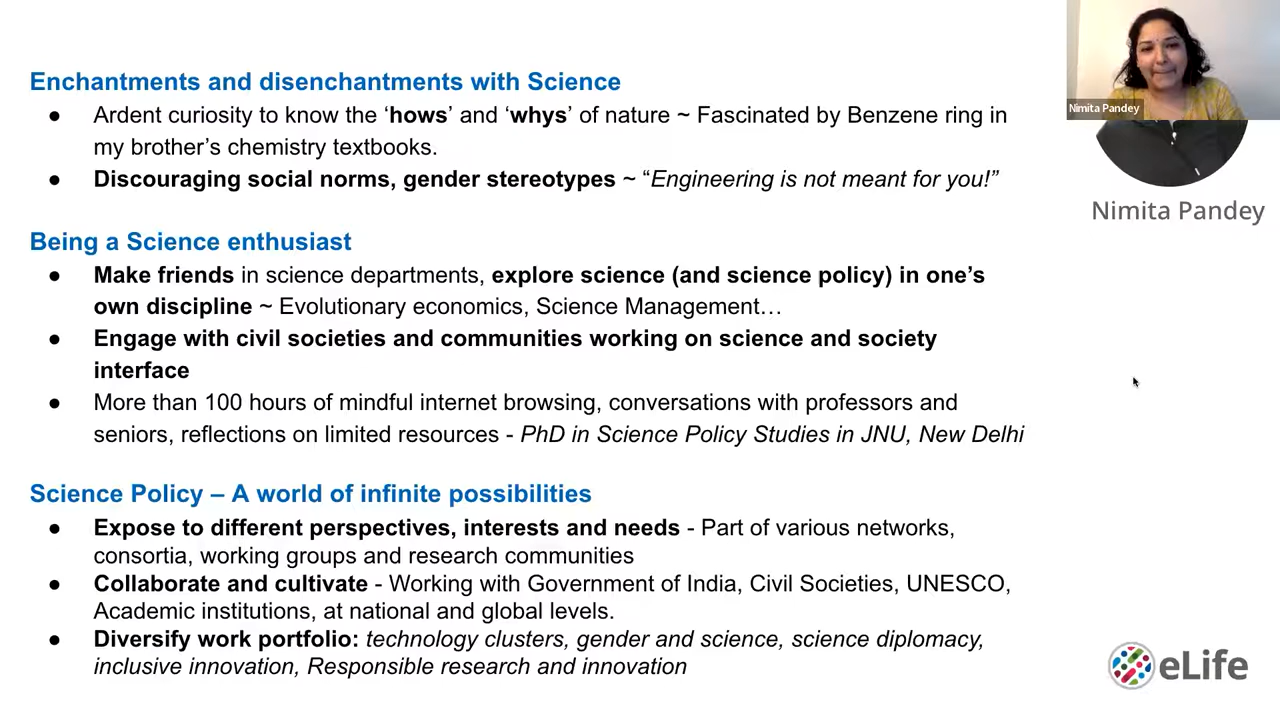 Enchantments and disenchantments with Science
● Ardent curiosity to know the ‘hows’ and ‘whys’ of nature ~ Fascinated by Benzene ring in
my brother’s chemistry textbooks.
● Discouraging social norms, gender stereotypes ~ “Engineering is not meant for you!”
Being a Science enthusiast
● Make friends in science departments, explore science (and science policy) in one’s
own discipline ~ Evolutionary economics, Science Management…
● Engage with civil societies and communities working on science and society
interface
● More than 100 hours of mindful internet browsing, conversations with professors and
seniors, reflections on limited resources - PhD in Science Policy Studies in JNU, New Delhi
Science Policy – A world of infinite possibilities
● Expose to different perspectives, interests and needs - Part of various networks,
consortia, working groups and research communities
● Collaborate and cultivate - Working with Government of India, Civil Societies, UNESCO,
Academic institutions, at national and global levels.
● Diversify work portfolio: technology clusters, gender and science, science diplomacy,
inclusive innovation, Responsible research and innovation
Nimita Pandey
Nimita Pandey
eLife